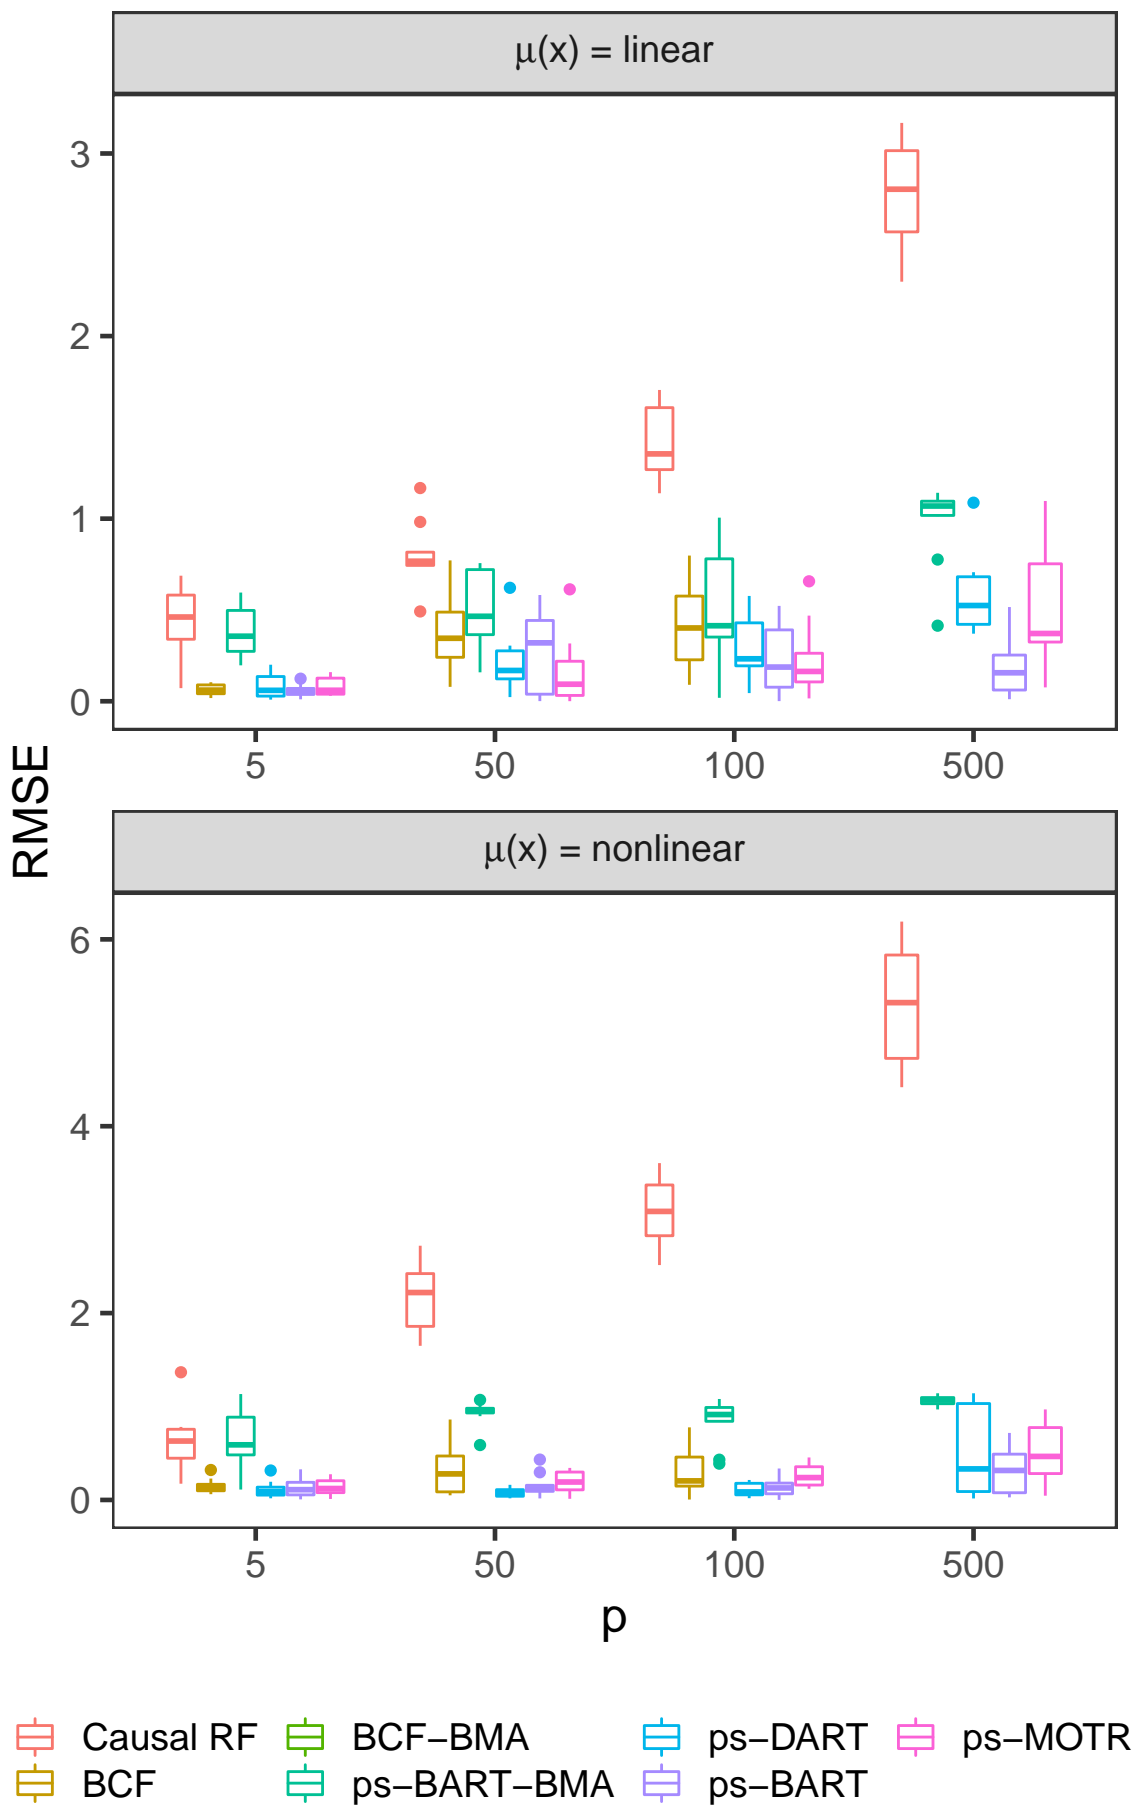 μ(x) = linear
3
2
1
0
5 50 100 500
RMSE
μ(x) = nonlinear
6
4
2
0
5 50 100 500
p
Causal RF BCF−BMA ps−DART ps−MOTR
BCF ps−BART−BMA ps−BART